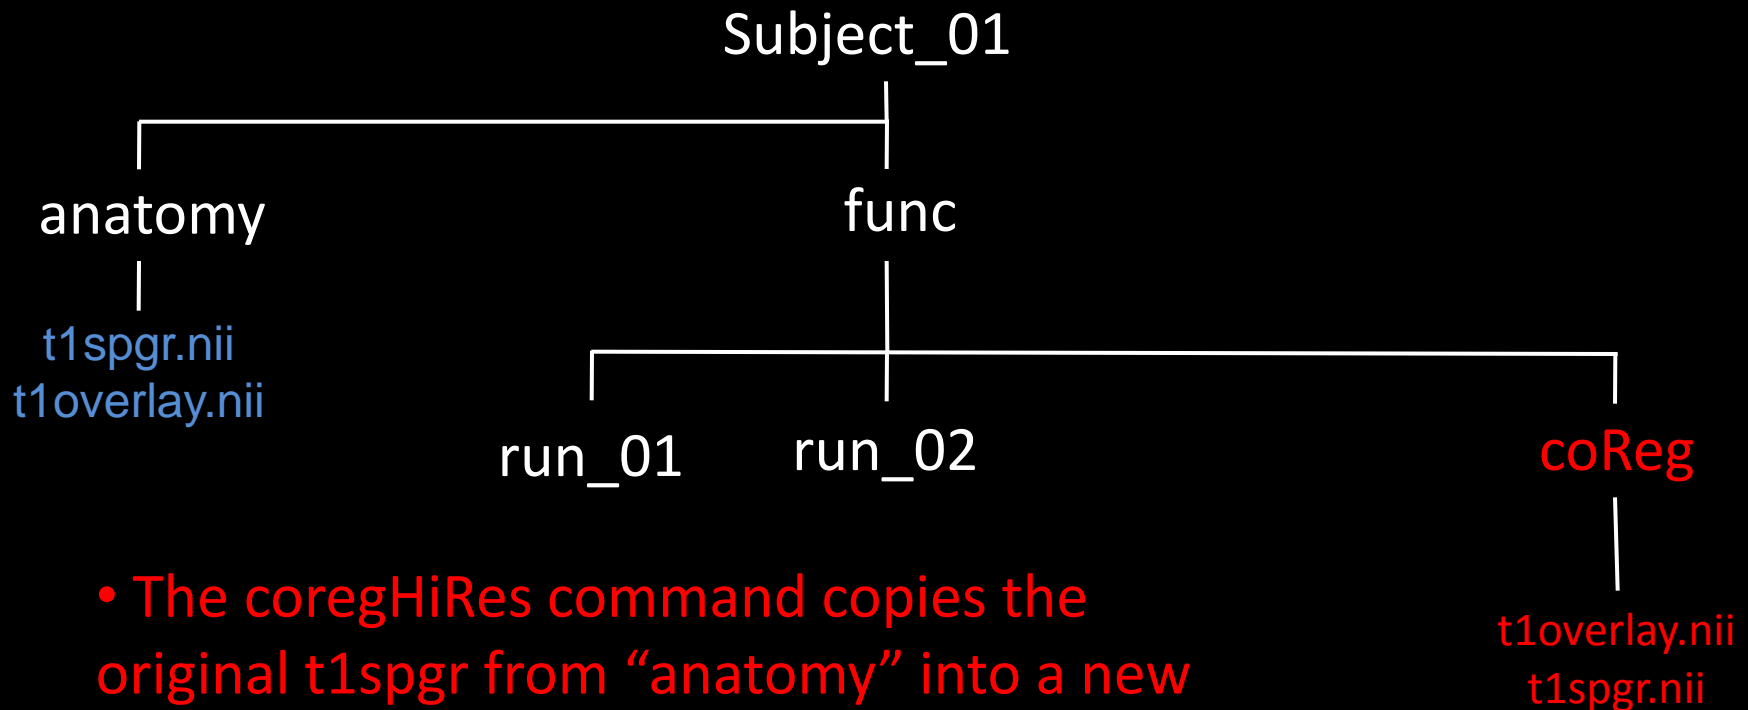 Subject_01
anatomy
func
t1spgr.nii
t1overlay.nii
run_01
run_02
coReg
• The coregHiRes command copies the
original t1spgr from “anatomy” into a new
t1overlay.nii
t1spgr.nii